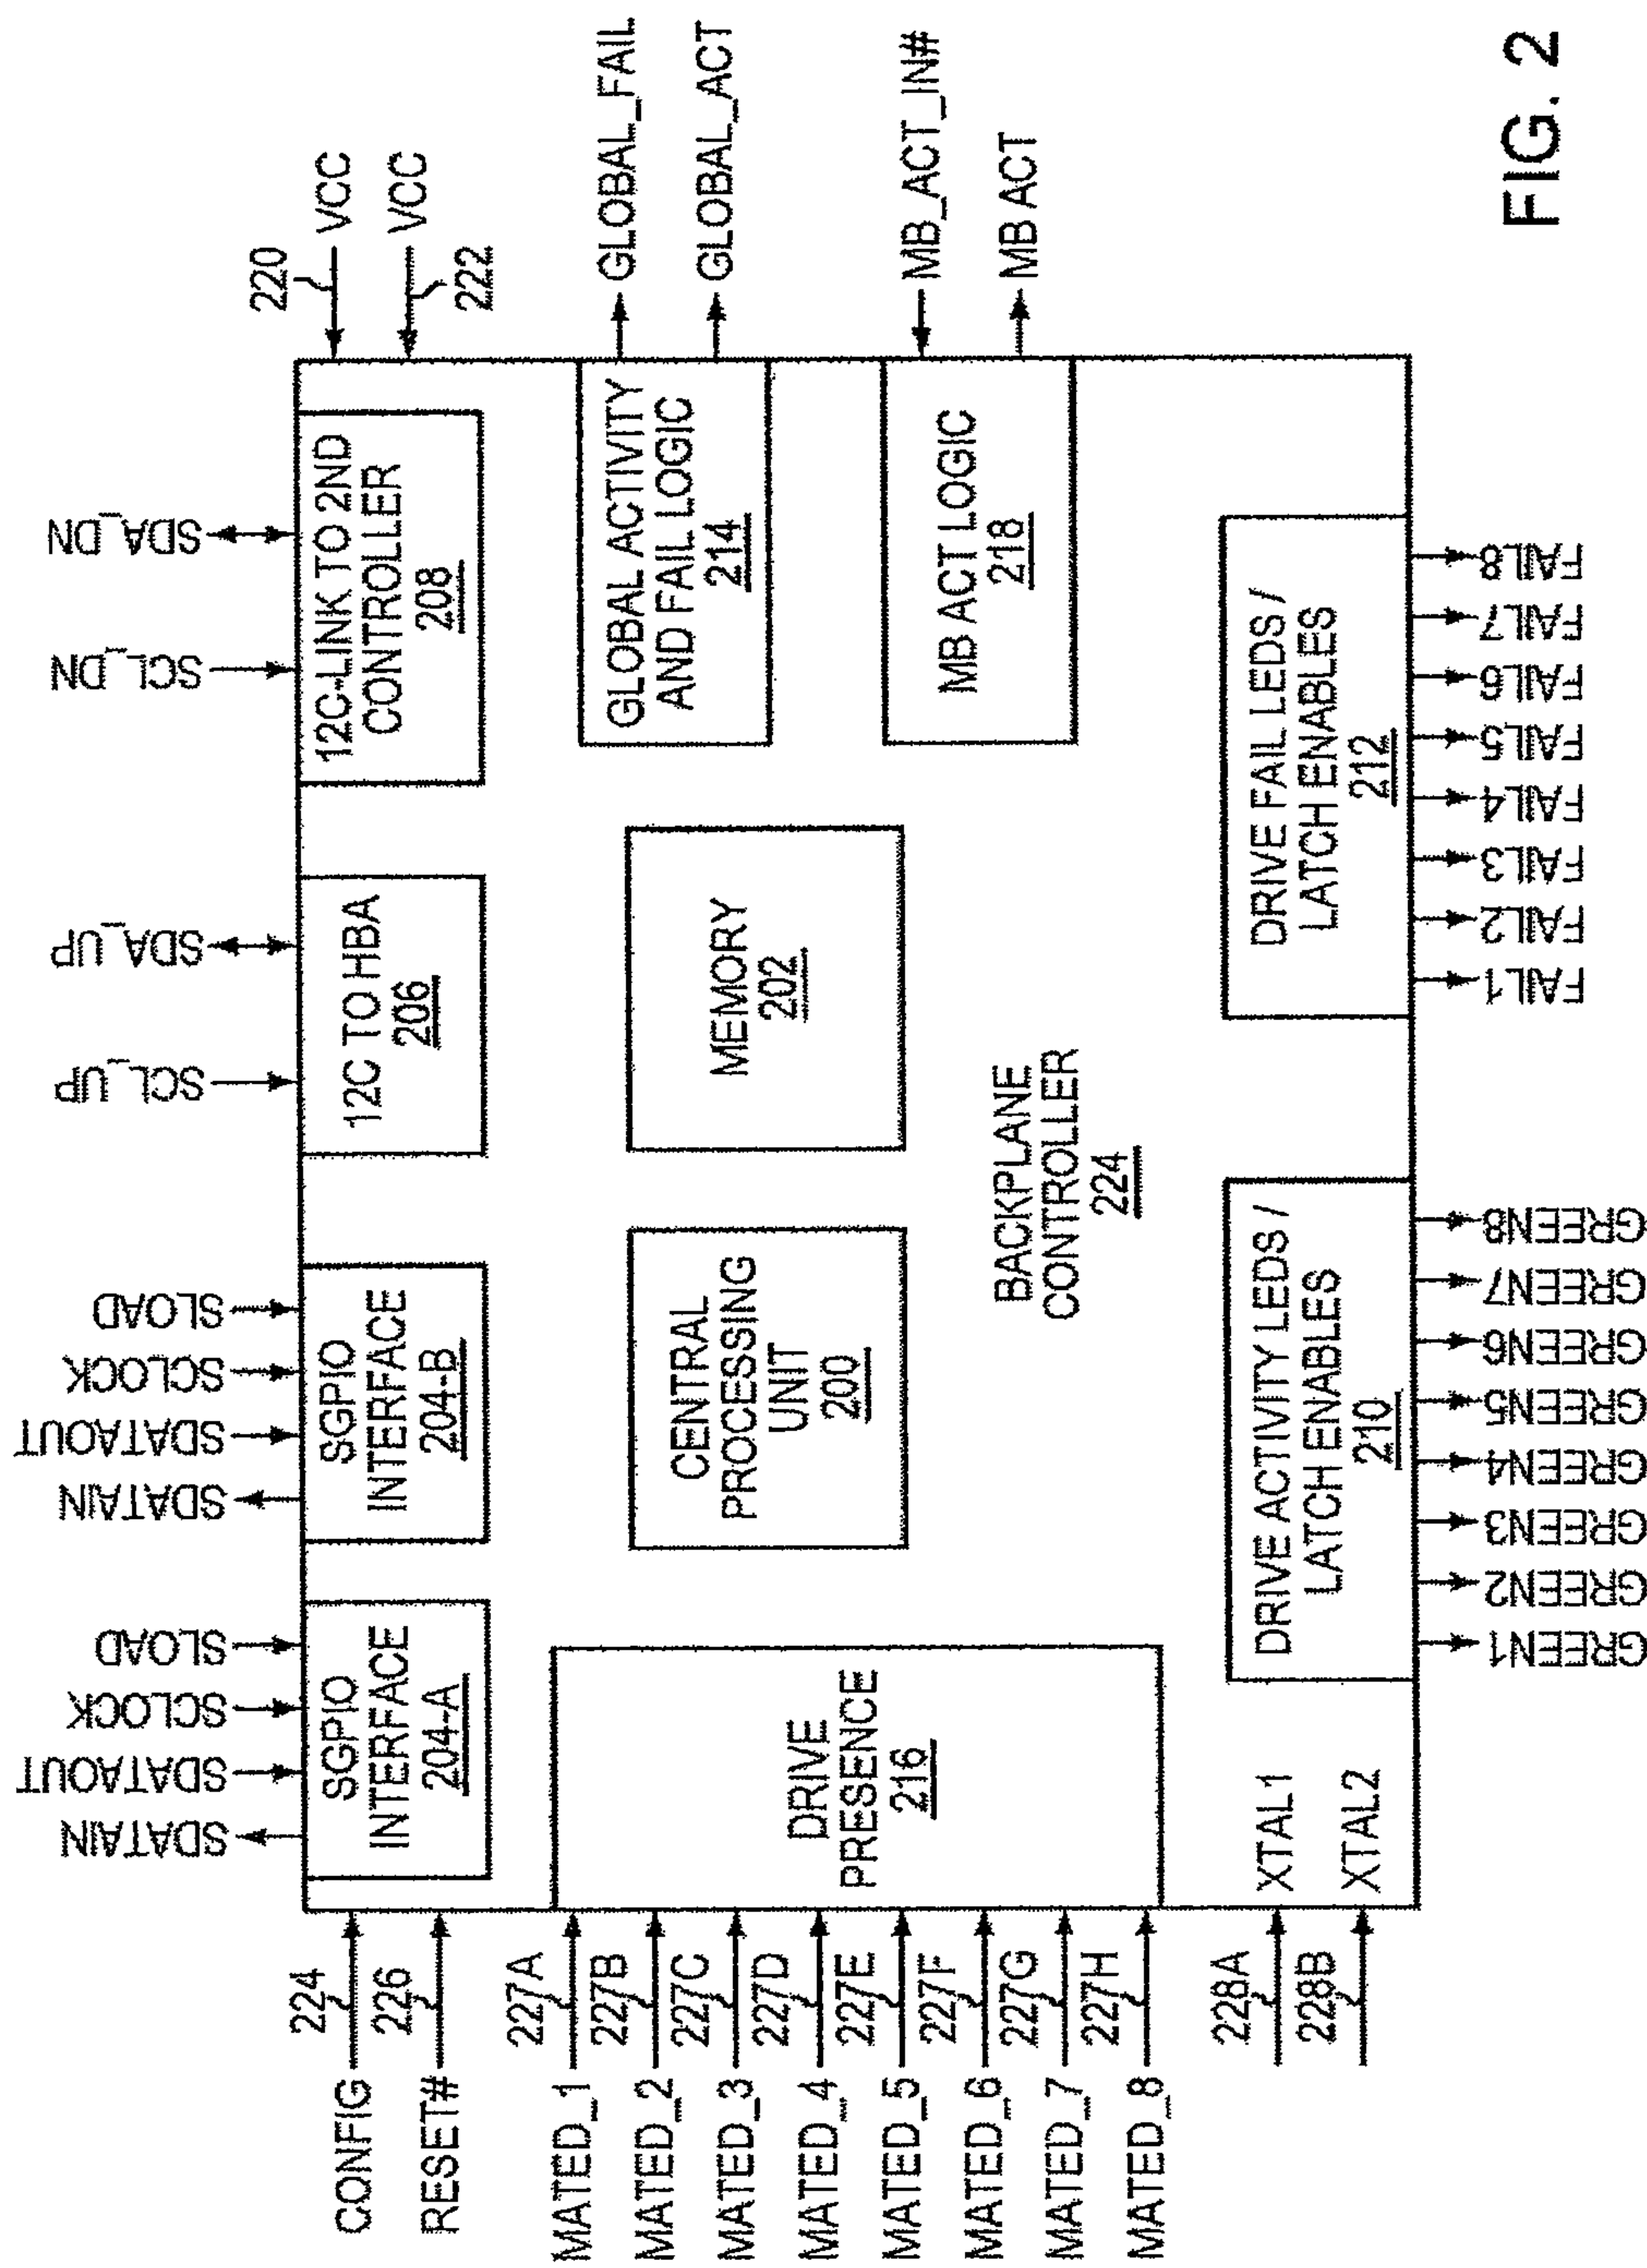 SDATAIN
SDATAOUT
SCLOCK
SLOAD
SDATAIN
SDATAOUT
SCLOCK
SLOAD
SCL_UP
SDA_UP
SCL_DN
SDA_DN
CONFIG
224
RESET#
226
SGPIO
INTERFACE
204-A
SGPIO
INTERFACE
204-B
12C TO HBA
206
12C-LINK TO 2ND
CONTROLLER
208
220
VCC
VCC
222
MATED_1
227A
MATED_2
227B
MATED_3
227C
MATED_4
227D
MATED_5
227E
MATED_6
227F
MATED_7
227G
MATED_8
227H
DRIVE
PRESENCE
216
CENTRAL
PROCESSING
UNIT
200
MEMORY
202
GLOBAL ACTIVITY
AND FAIL LOGIC
214
GLOBAL_FAIL
GLOBAL_ACT
MB ACT LOGIC
218
MB_ACT_IN#
MB ACT
BACKPLANE
CONTROLLER
224
228A
XTAL1
228B
XTAL2
DRIVE ACTIVITY LEDS /
LATCH ENABLES
210
DRIVE FAIL LEDS /
LATCH ENABLES
212
GREEN1
GREEN2
GREEN3
GREEN4
GREEN5
GREEN6
GREEN7
GREEN8
FAIL1
FAIL2
FAIL3
FAIL4
FAIL5
FAIL6
FAIL7
FAIL8
FIG. 2